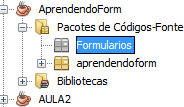 AprendendoForm
Pacotes de Códigos-Fonte
Formularios
aprendendoform
Bibliotecas
AULA2